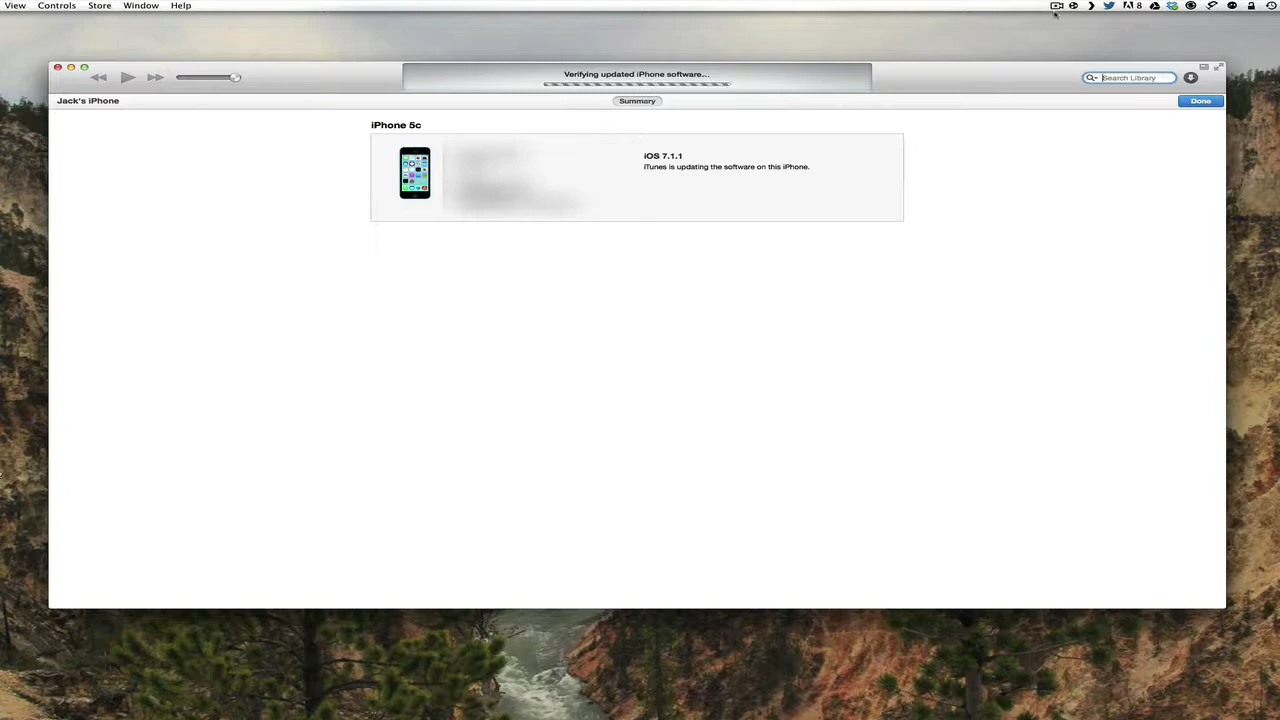 View Controls Store Window Help 8
Verifying updated iPhone software...
Search Library
Jack's iPhone Summary Done
iPhone 5c
iOS 7.1.1
iTunes is updating the software on this iPhone.